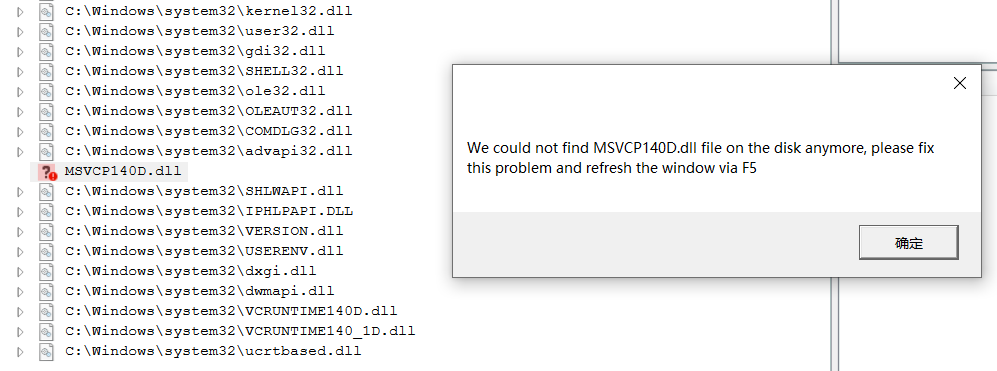 C:\Windows\system32\kernel32.dll
C:\Windows\system32\user32.dll
C:\Windows\system32\gdi32.dll
C:\Windows\system32\SHELL32.dll
C:\Windows\system32\ole32.dll
C:\Windows\system32\OLEAUT32.dll
C:\Windows\system32\COMDLG32.dll
C:\Windows\system32\advapi32.dll
MSVCP140D.dll
C:\Windows\system32\SHLWAPI.dll
C:\Windows\system32\IPHLPAPI.DLL
C:\Windows\system32\VERSION.dll
C:\Windows\system32\USERENV.dll
C:\Windows\system32\dxgi.dll
C:\Windows\system32\dwmapi.dll
C:\Windows\system32\VCRUNTIME140D.dll
C:\Windows\system32\VCRUNTIME140_1D.dll
C:\Windows\system32\ucrtbased.dll
We could not find MSVCP140D.dll file on the disk anymore, please fix
this problem and refresh the window via F5
确定